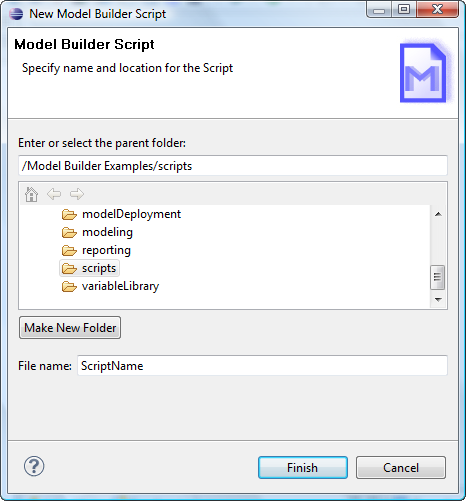 New Model Builder Script
Model Builder Script
Specify name and location for the Script
M
Enter or select the parent folder:
/Model Builder Examples/scripts
modelDeployment
modeling
reporting
scripts
variableLibrary
Make New Folder
File name: ScriptName
? Finish Cancel